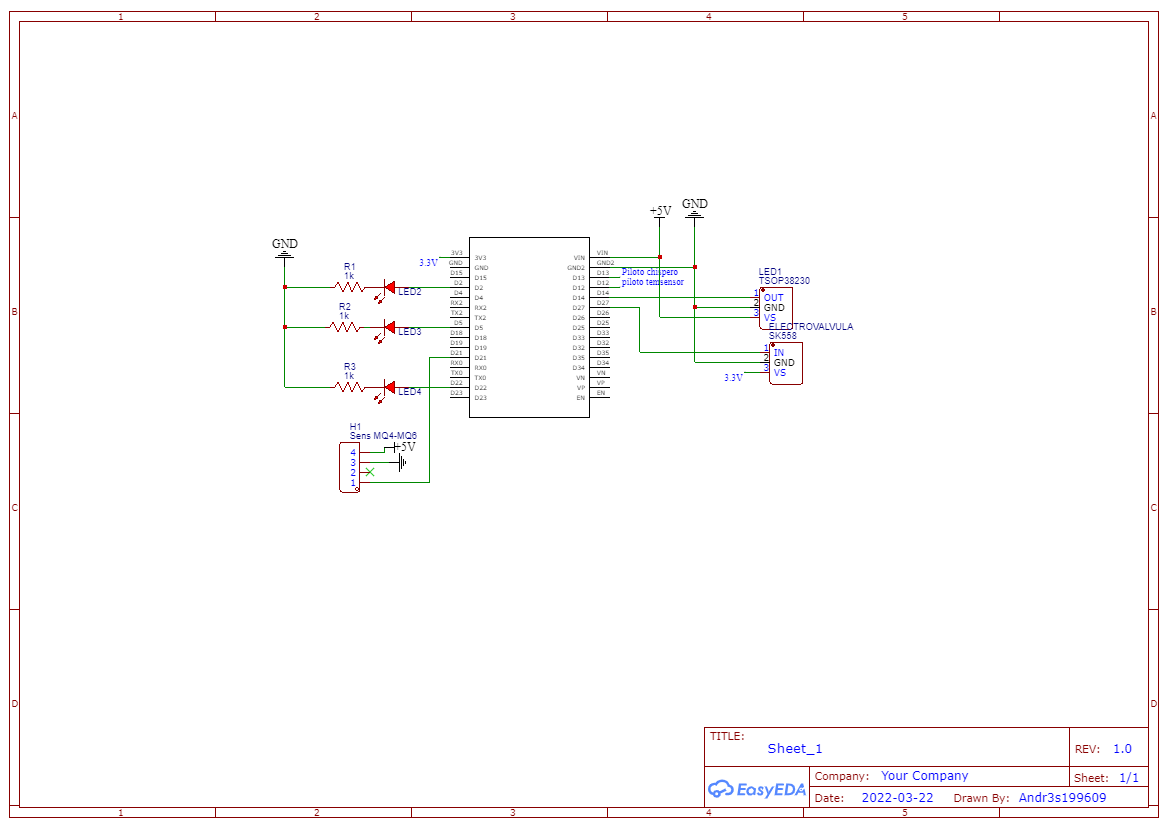 1 2 3 4 5
A A
B B
C C
D D
GND
R1
1k
LED2
R2
1k
LED3
R3
1k
LED4
H1
Sens MQ4-MQ6
+5V
4
3
2
1
3.3V
3V3 3V3
GND GND
D15 D15
D2 D2
D4 D4
RX2 RX2
TX2 TX2
D5 D5
D18 D18
D19 D19
D21 D21
RX0 RX0
TX0 TX0
D22 D22
D23 D23
VIN VIN
GND2 GND2
D13 D13
D12 D12
D14 D14
D27 D27
D26 D26
D25 D25
D33 D33
D32 D32
D35 D35
D34 D34
VN VN
VP VP
EN EN
+5V
GND
Piloto chispero
piloto temsensor
LED1
TSOP38230
1 OUT
2 GND
3 VS
ELECTROVALVULA
SK558
1 IN
2 GND
3 VS
3.3V
TITLE:
Sheet_1
REV: 1.0
EasyEDA
Company: Your Company
Sheet: 1/1
Date: 2022-03-22 Drawn By: Andr3s199609
1 2 3 4 5